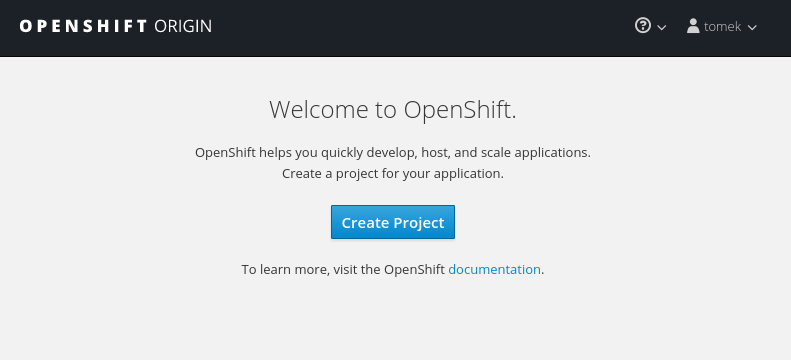 OPENSHIFT ORIGIN
tomek
Welcome to OpenShift.
OpenShift helps you quickly develop, host, and scale applications.
Create a project for your application.
Create Project
To learn more, visit the OpenShift documentation.